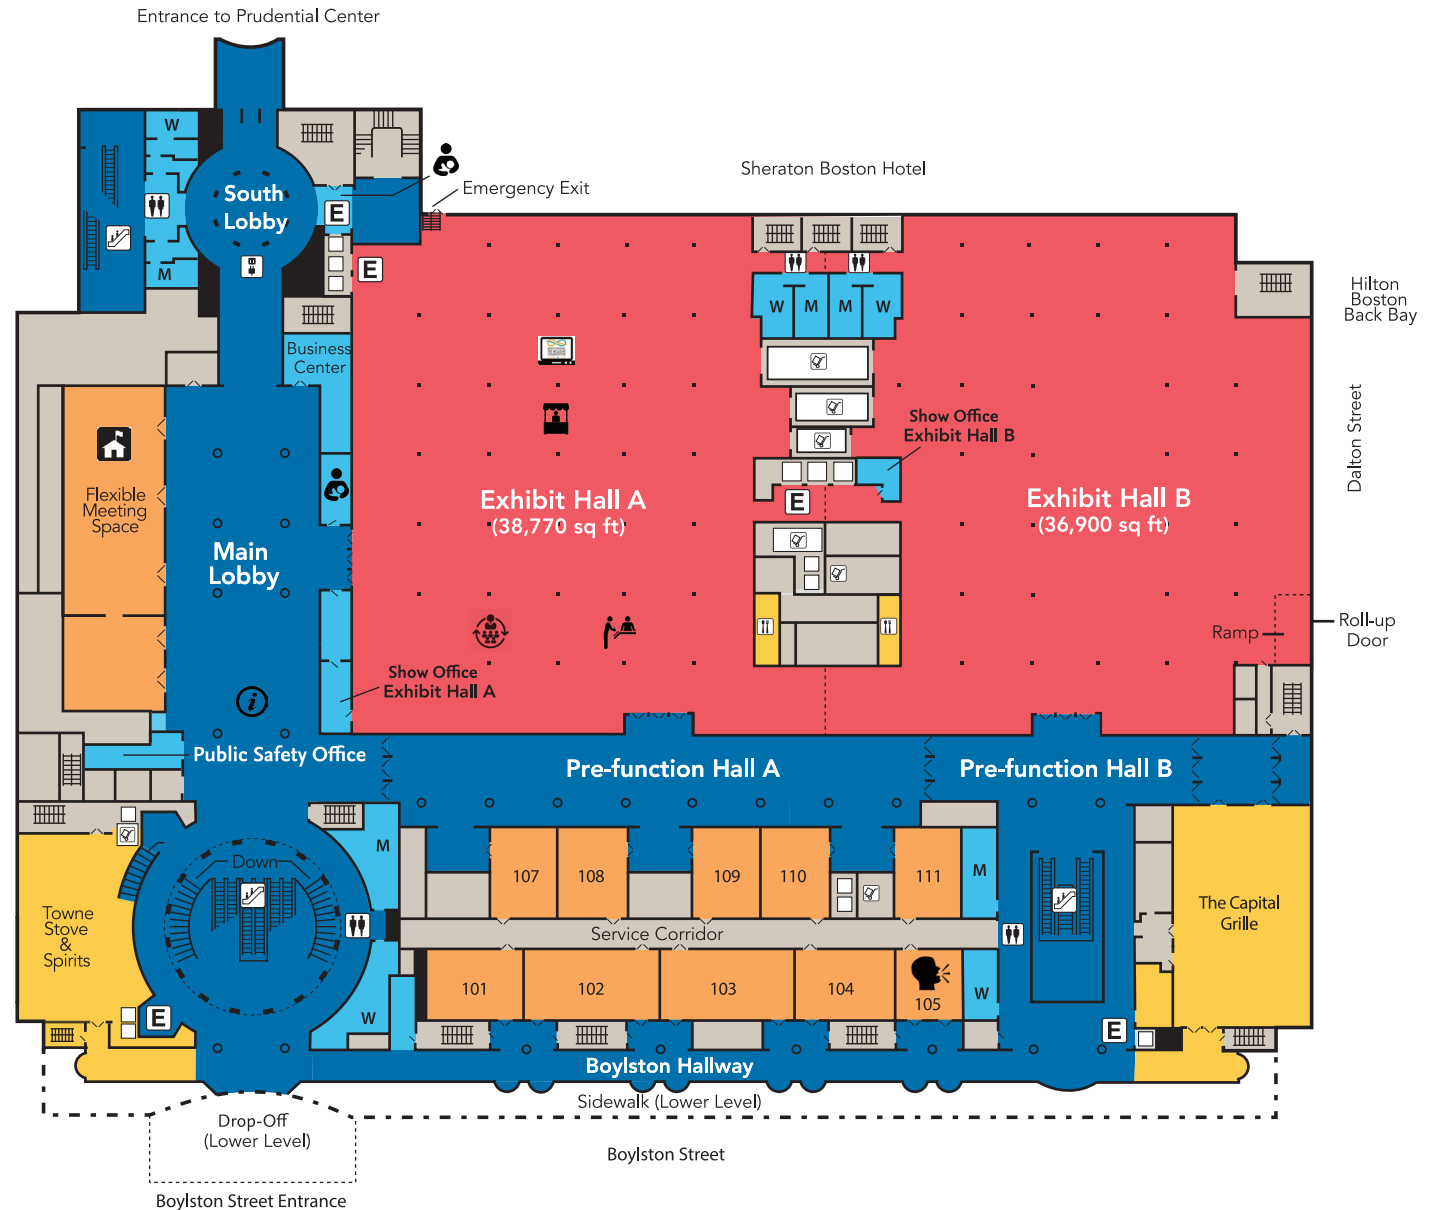 Entrance to Prudential Center
W
South
Lobby
E
M
Emergency Exit
E
Sheraton Boston Hotel
W
M
M
W
Hilton
Boston
Back Bay
Business
Center
Show Office
Exhibit Hall B
Dalton Street
Flexible
Meeting
Space
Exhibit Hall A
(38,770 sq ft)
E
Exhibit Hall B
(36,900 sq ft)
Main
Lobby
Ramp
Roll-up
Door
Show Office
Exhibit Hall A
i
Public Safety Office
Pre-function Hall A
Pre-function Hall B
Down
M
107
108
109
110
111
M
Towne
Stove
&
Spirits
The Capital
Grille
Service Corridor
101
102
103
104
105
W
W
E
E
Boylston Hallway
Sidewalk (Lower Level)
Drop-Off
(Lower Level)
Boylston Street
Boylston Street Entrance